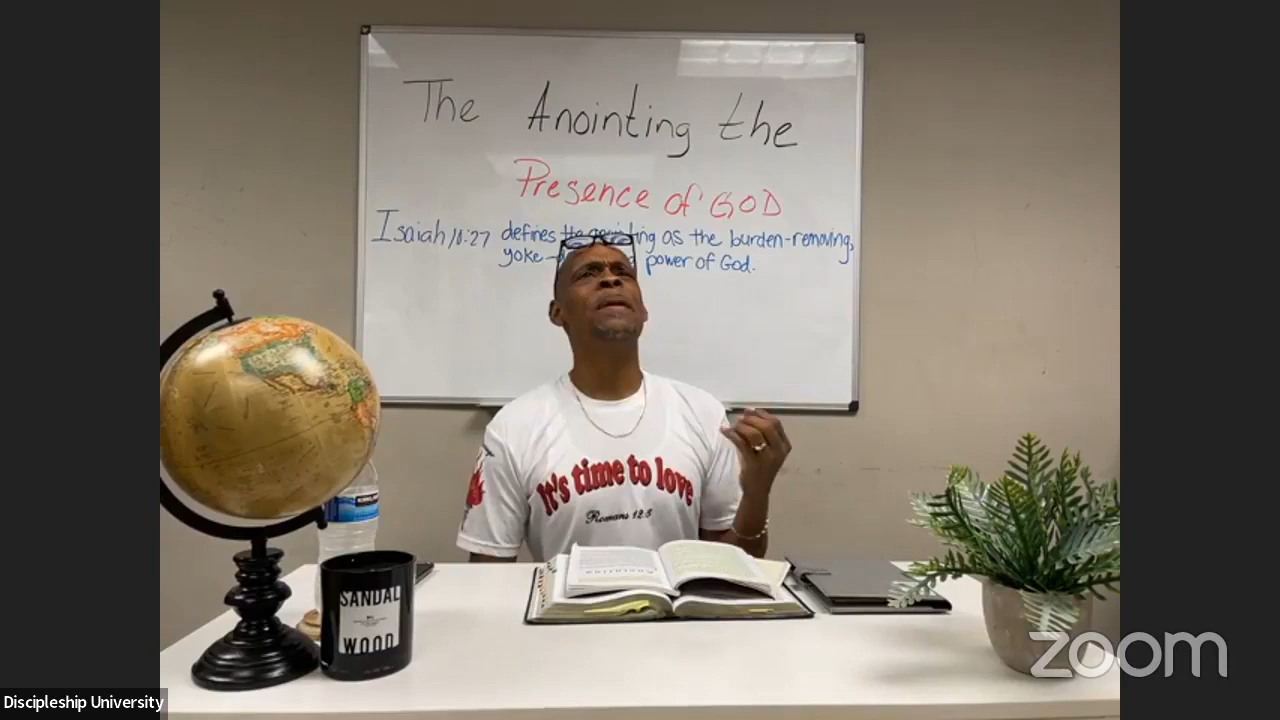 The Anointing the
Presence of GOD
Isaiah 10:27 defines the anointing as the burden-removing,
yoke- power of God.
It's time to love
Romans 12:5
SANDAL
WOOD
zoom
Discipleship University